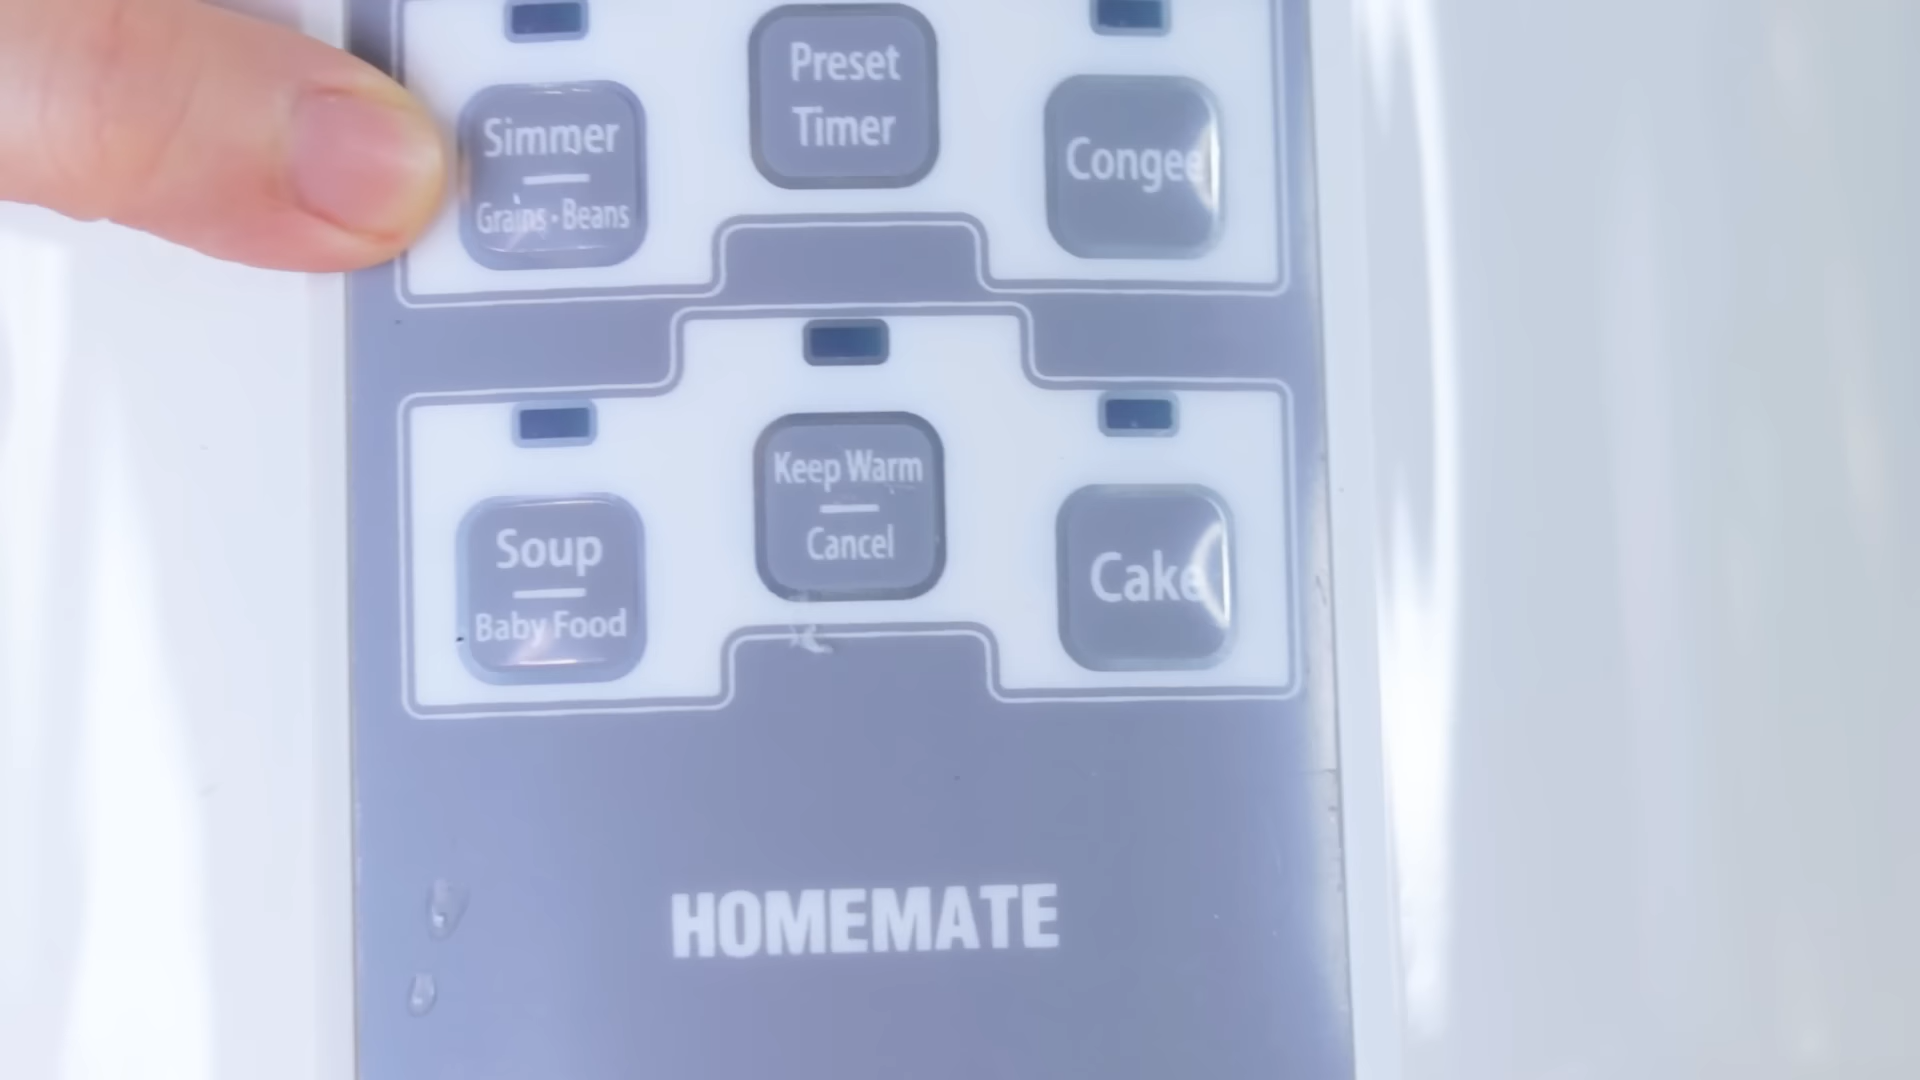 Preset
Timer
Simmer
Grains · Beans
Congee
Keep Warm
Cancel
Soup
Baby Food
Cake
HOMEMATE